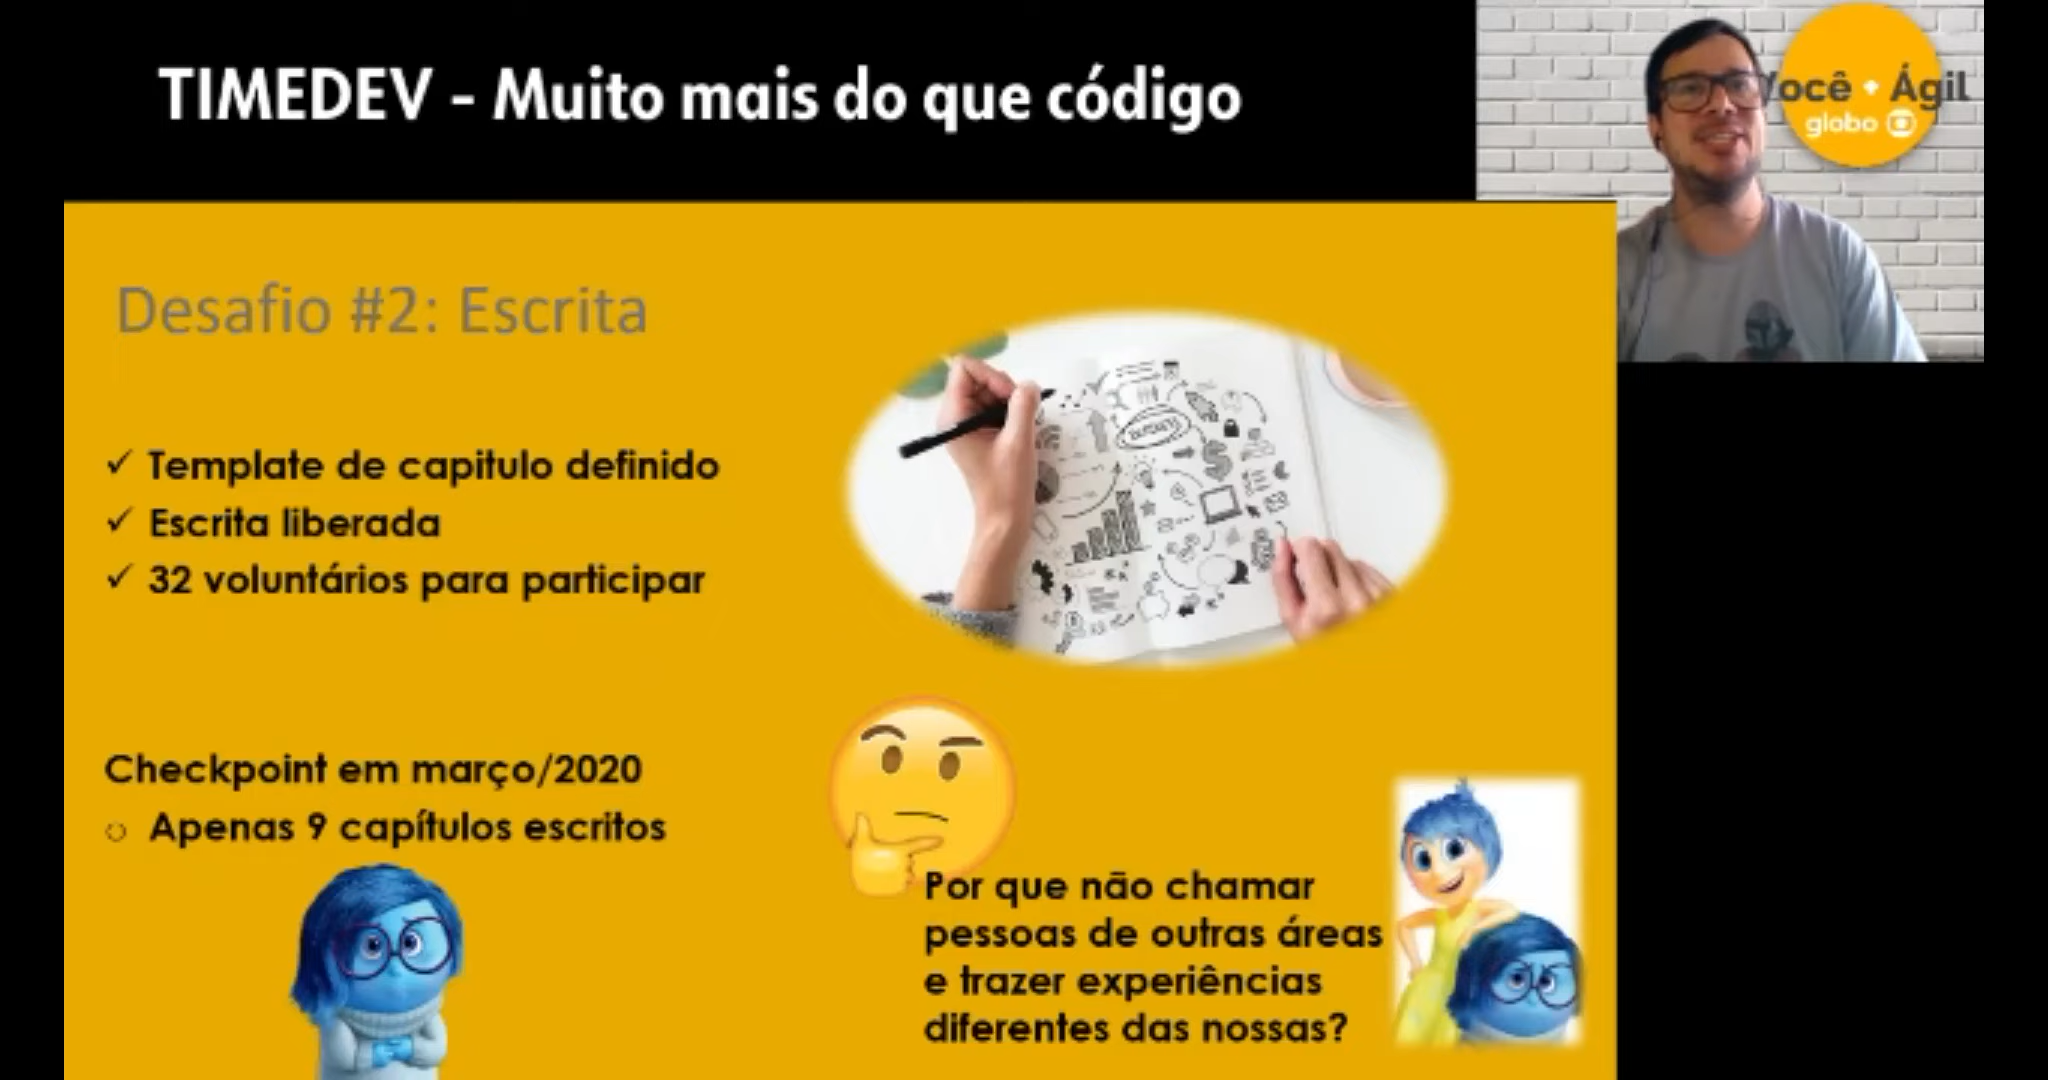 TIMEDEV - Muito mais do que código
ocê + Ágil
globo
Desafio #2: Escrita
✓ Template de capitulo definido
✓ Escrita liberada
✓ 32 voluntários para participar
Checkpoint em março/2020
o Apenas 9 capítulos escritos
Por que não chamar
pessoas de outras áreas
e trazer experiências
diferentes das nossas?